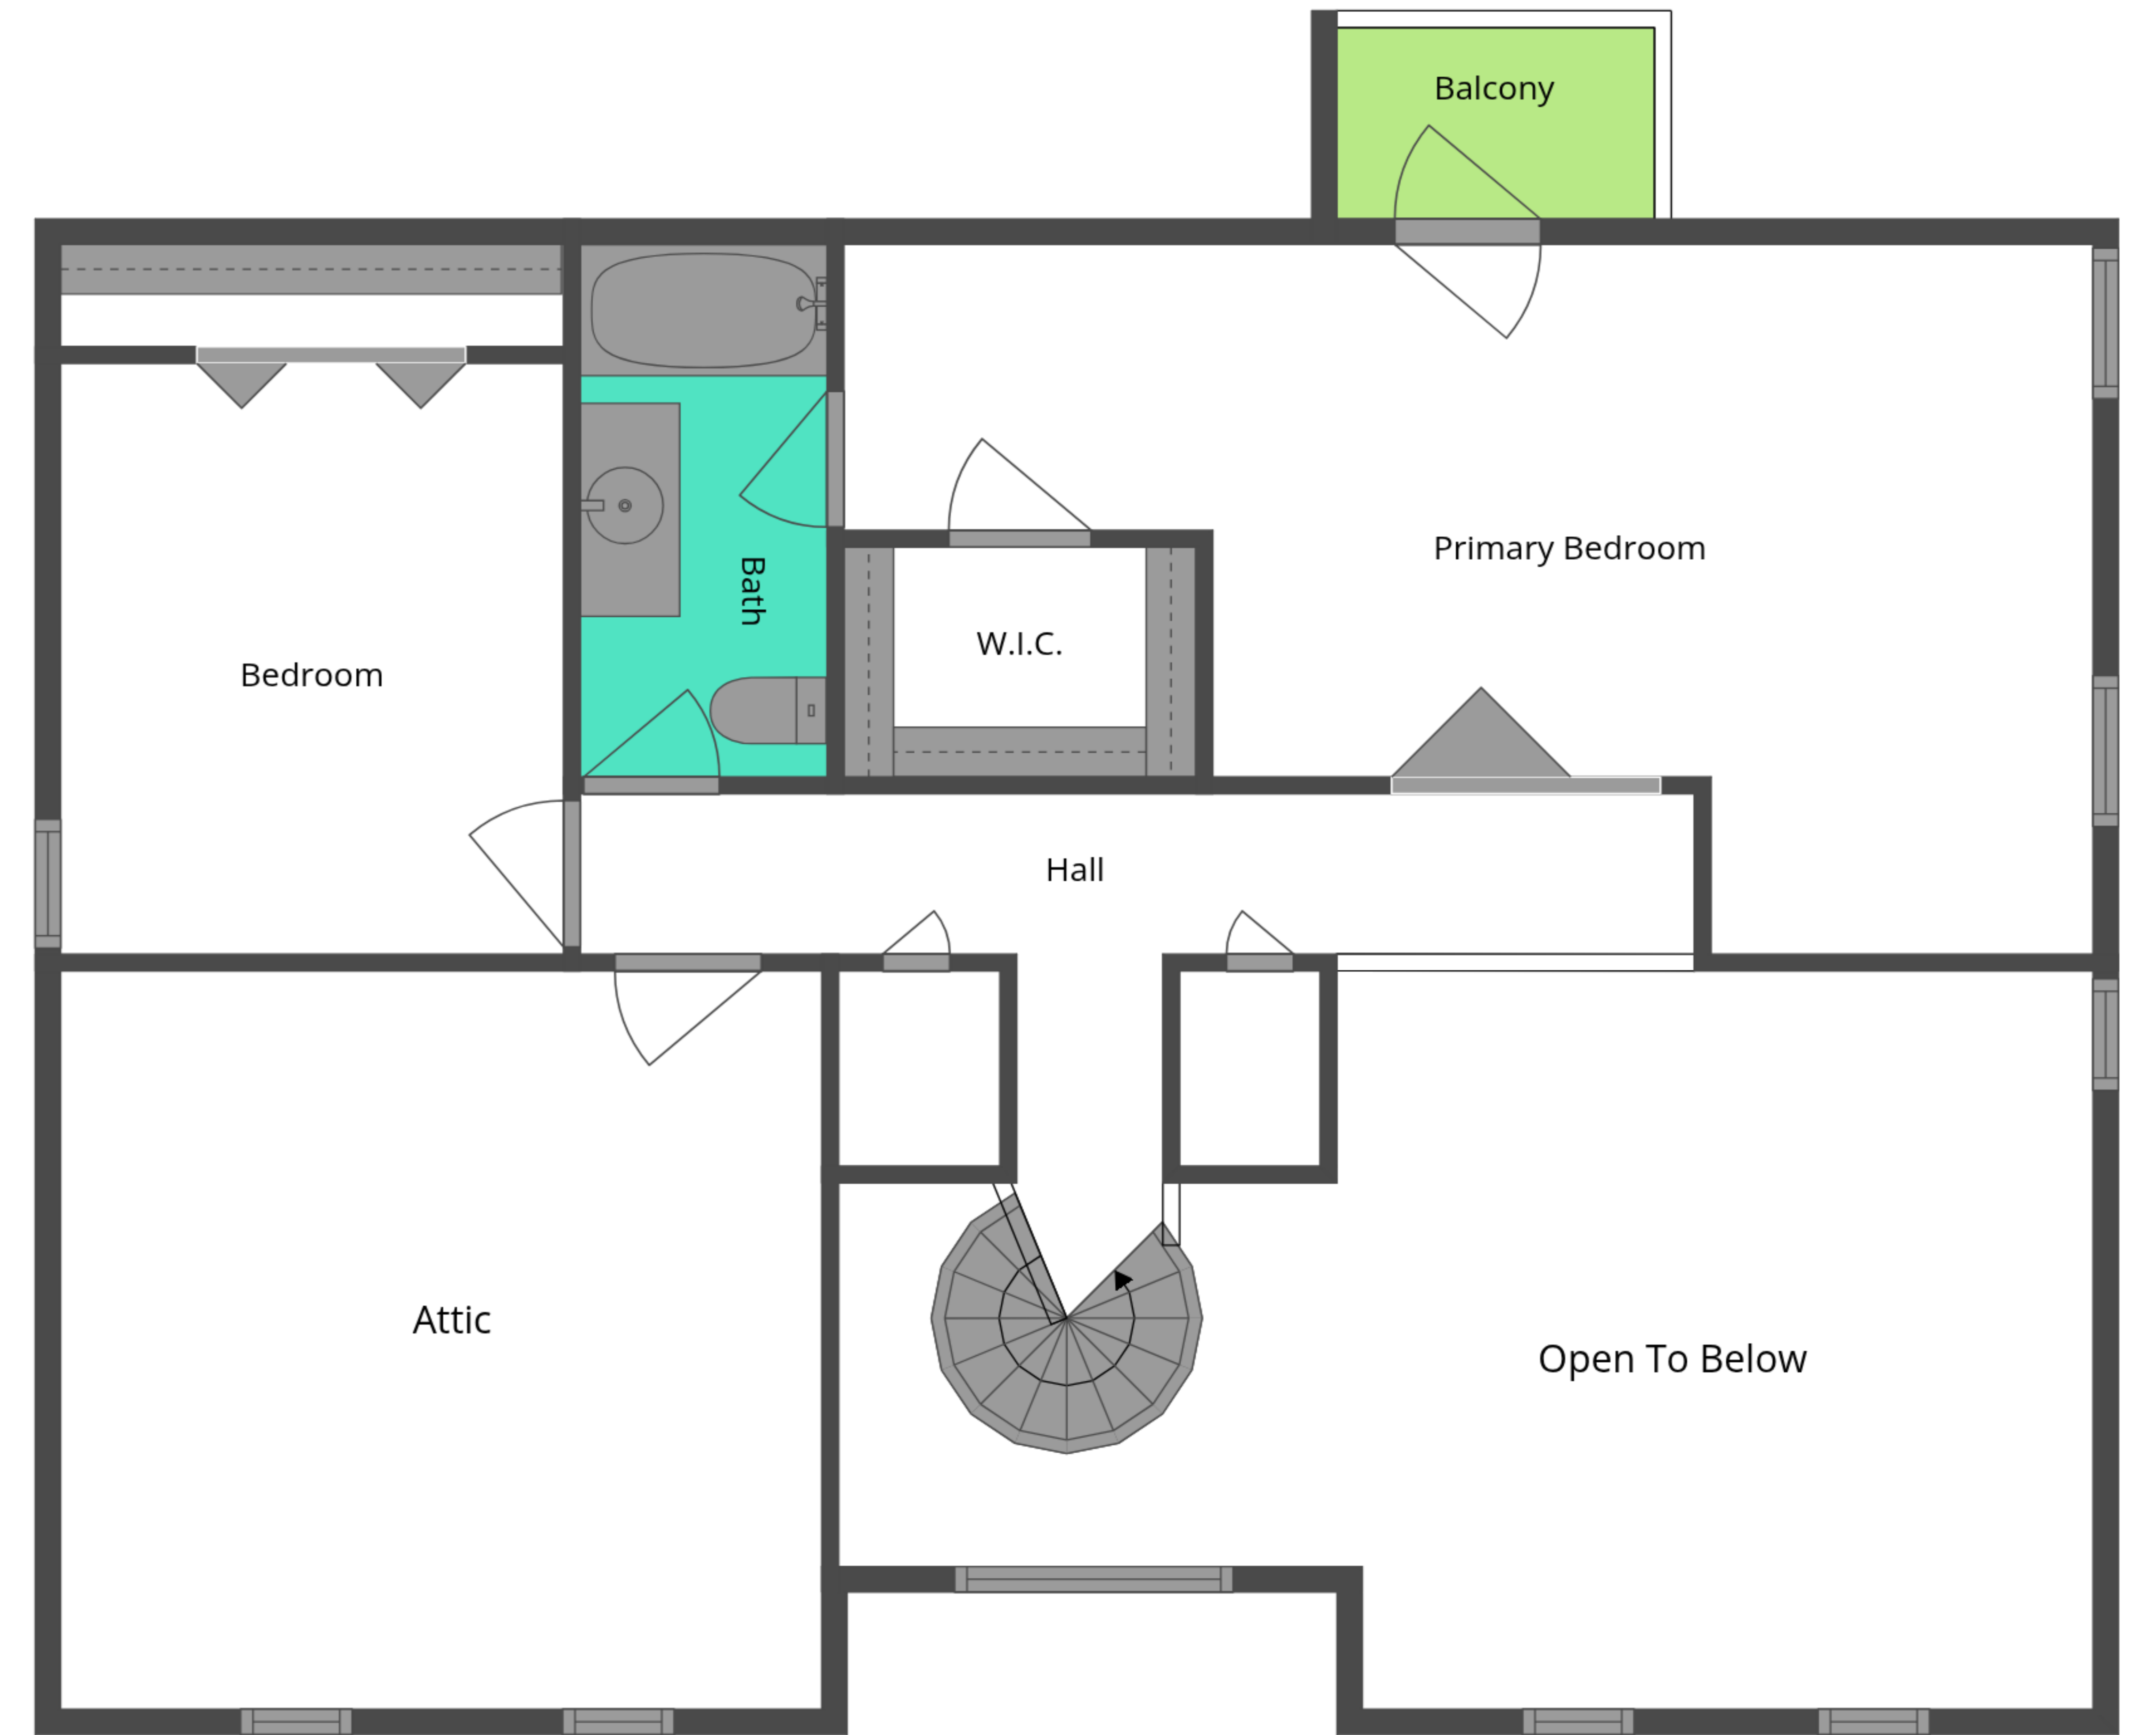 Balcony
Primary Bedroom
Bath
W.I.C.
Bedroom
Hall
Attic
Open To Below